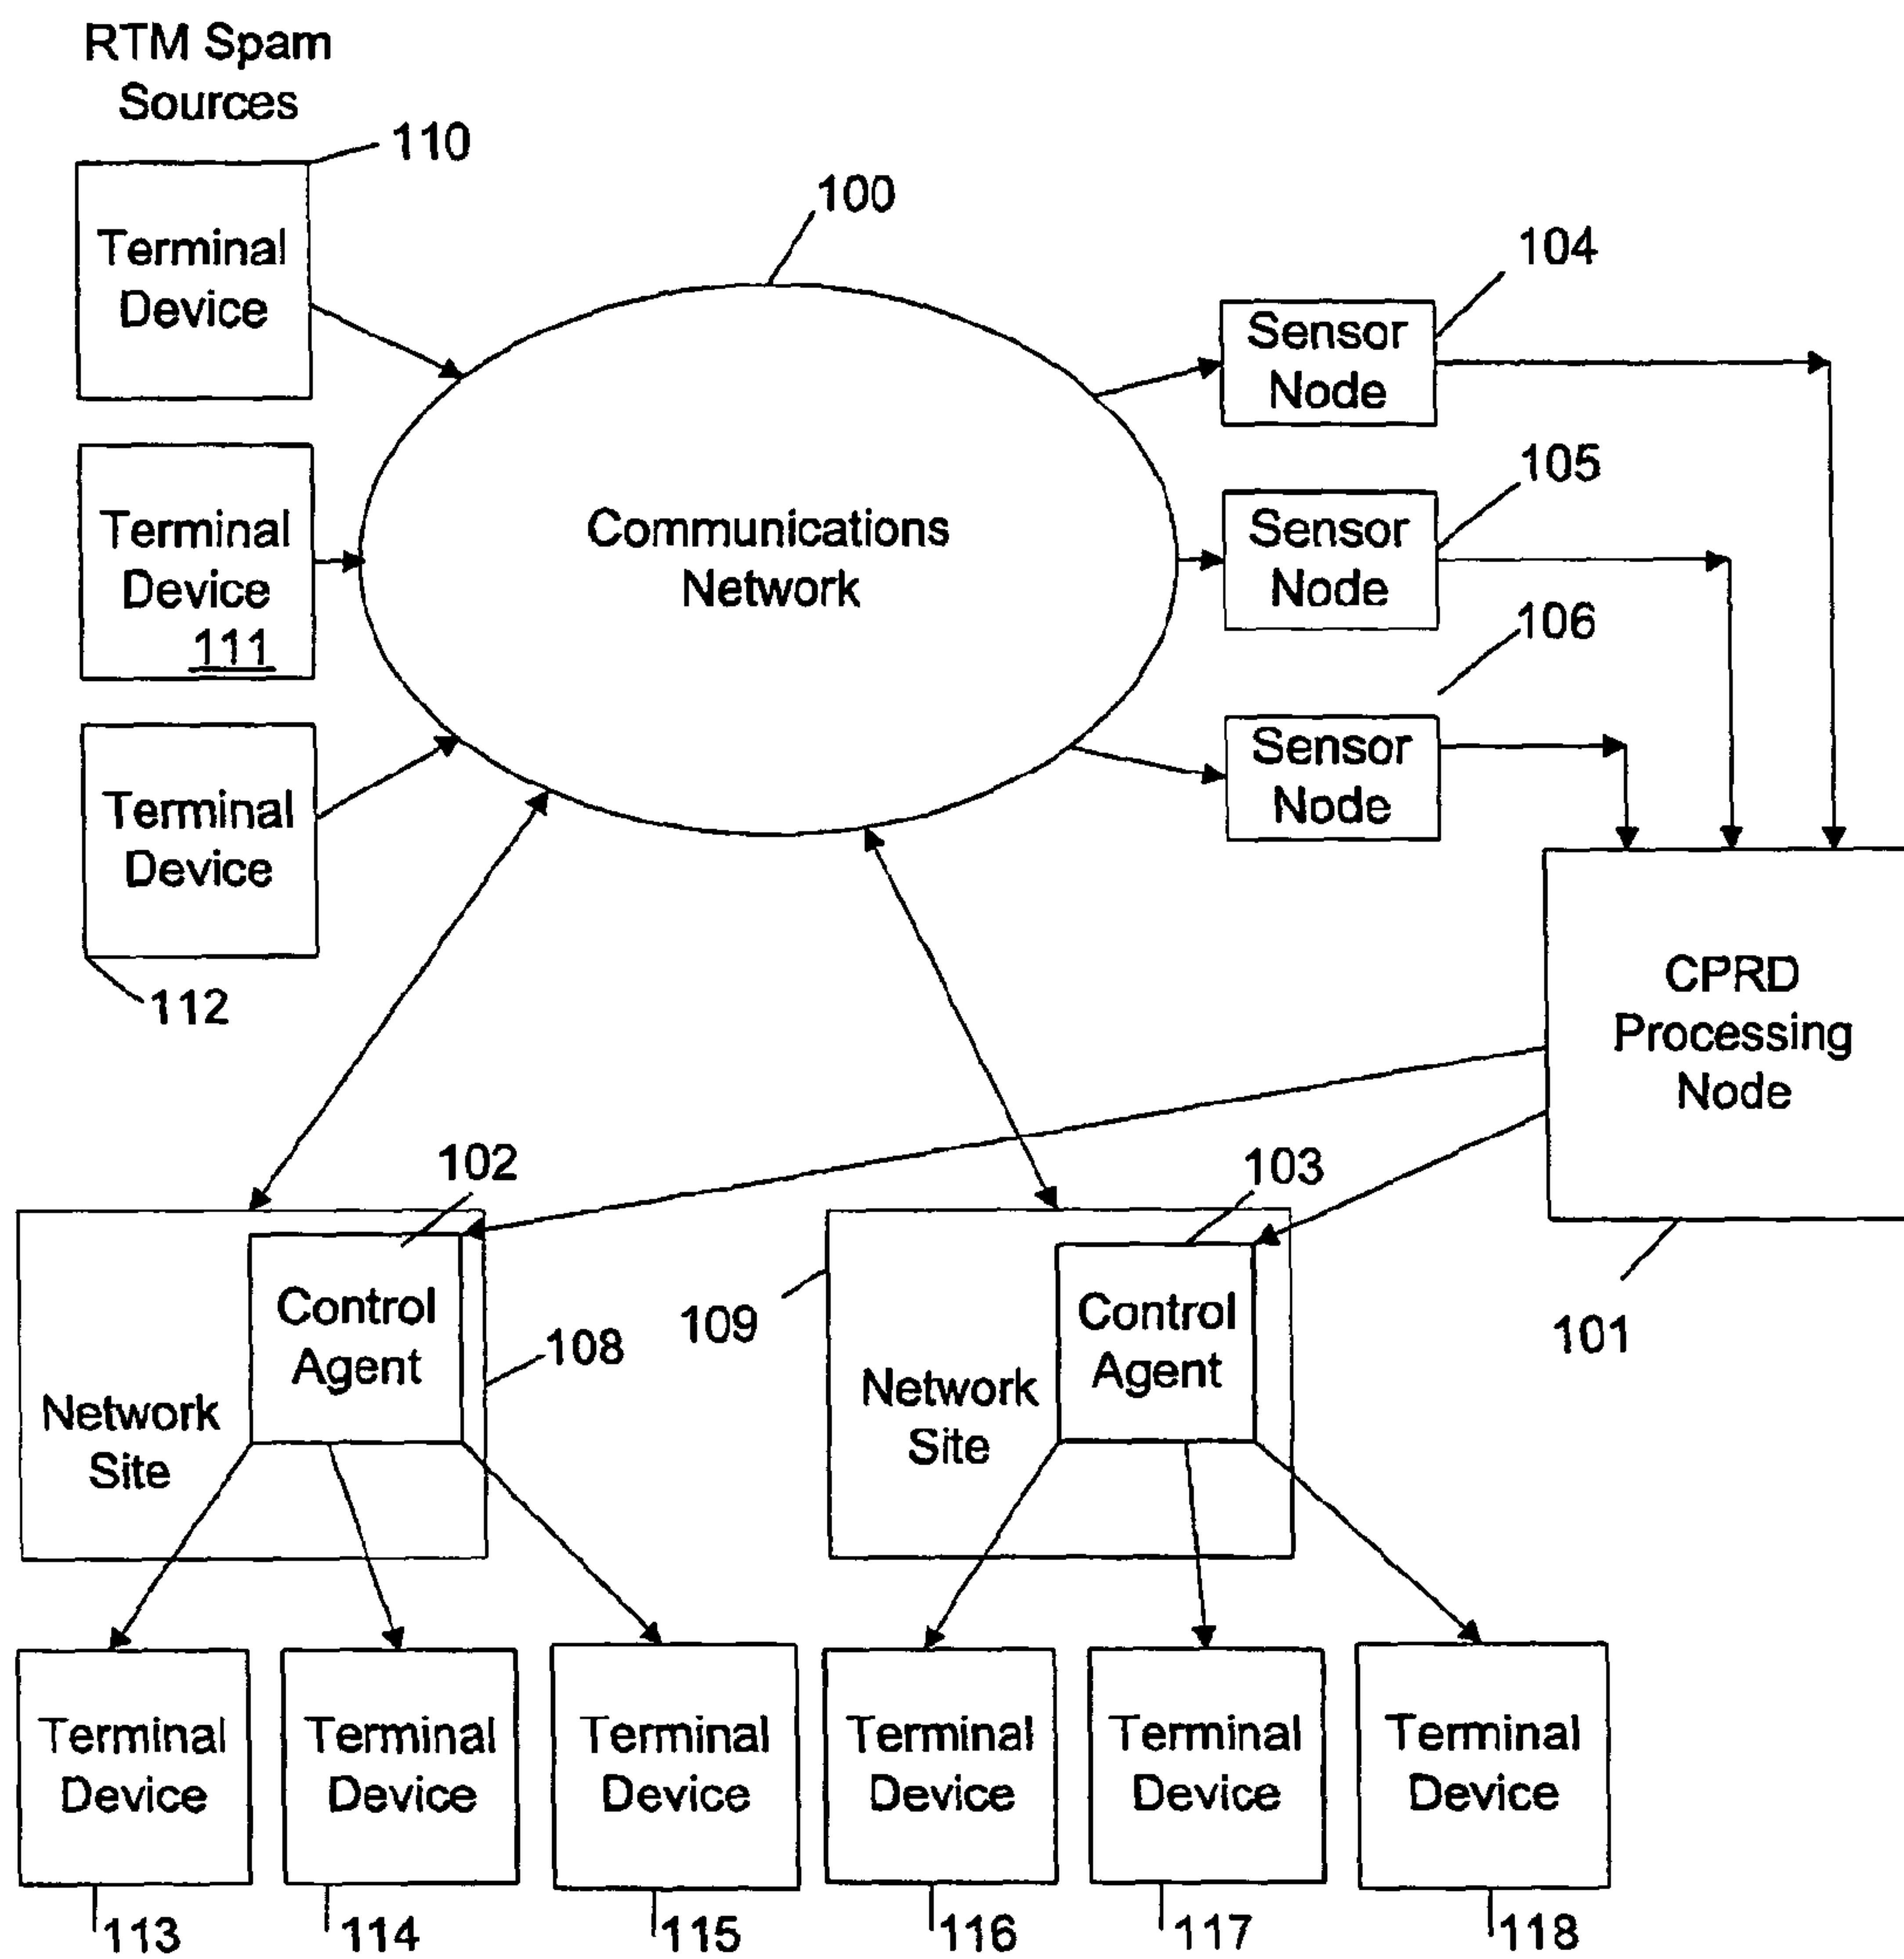 RTM Spam
Sources
110
Terminal
Device
100
104
Sensor
Node
Terminal
Device
111
Communications
Network
105
Sensor
Node
106
Sensor
Node
Terminal
Device
112
CPRD
Processing
Node
101
102
Control
Agent
108
Network
Site
103
109
Control
Agent
Network
Site
Terminal
Device
Terminal
Device
Terminal
Device
Terminal
Device
Terminal
Device
Terminal
Device
113
114
115
116
117
118